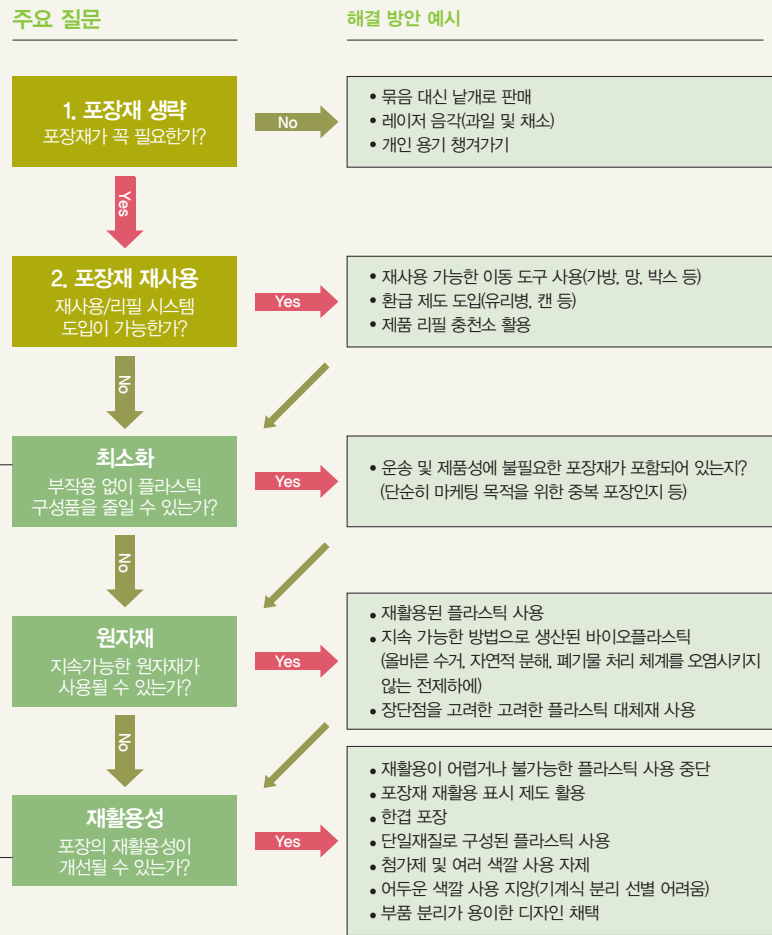 주요 질문
해결 방안 예시
1. 포장재 생략
포장재가 꼭 필요한가?
No
• 묶음 대신 낱개로 판매
• 레이저 음각(과일 및 채소)
• 개인 용기 챙겨가기
Yes
2. 포장재 재사용
재사용/리필 시스템
도입이 가능한가?
Yes
• 재사용 가능한 이동 도구 사용(가방, 망, 박스 등)
• 환급 제도 도입(유리병, 캔 등)
• 제품 리필 충천소 활용
No
최소화
부작용 없이 플라스틱
구성품을 줄일 수 있는가?
Yes
• 운송 및 제품성에 불필요한 포장재가 포함되어 있는지?
(단순히 마케팅 목적을 위한 중복 포장인지 등)
No
원자재
지속가능한 원자재가
사용될 수 있는가?
Yes
• 재활용된 플라스틱 사용
• 지속 가능한 방법으로 생산된 바이오플라스틱
(올바른 수거, 자연적 분해, 폐기물 처리 체계를 오염시키지
않는 전제하에)
• 장단점을 고려한 고려한 플라스틱 대체재 사용
No
재활용성
포장의 재활용성이
개선될 수 있는가?
Yes
• 재활용이 어렵거나 불가능한 플라스틱 사용 중단
• 포장재 재활용 표시 제도 활용
• 한겹 포장
• 단일재질로 구성된 플라스틱 사용
• 첨가제 및 여러 색깔 사용 자제
• 어두운 색깔 사용 지양(기계식 분리 선별 어려움)
• 부품 분리가 용이한 디자인 채택